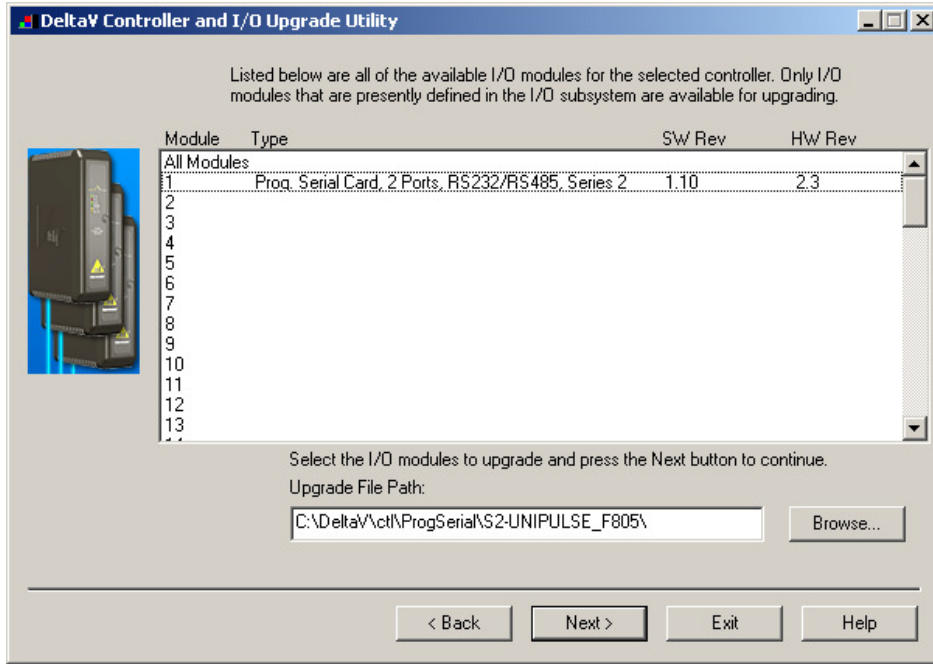 DeltaV Controller and I/O Upgrade Utility
Listed below are all of the available I/O modules for the selected controller. Only I/O
modules that are presently defined in the I/O subsystem are available for upgrading.
Module Type SW Rev HW Rev
All Modules
1 Prog. Serial Card, 2 Ports, RS232/RS485, Series 2 1.10 2.3
2
3
4
5
6
7
8
9
10
11
12
13
Select the I/O modules to upgrade and press the Next button to continue.
Upgrade File Path:
C:\DeltaV\ctl\ProgSerial\S2-UNIPULSE_F805\
Browse...
< Back
Next >
Exit
Help